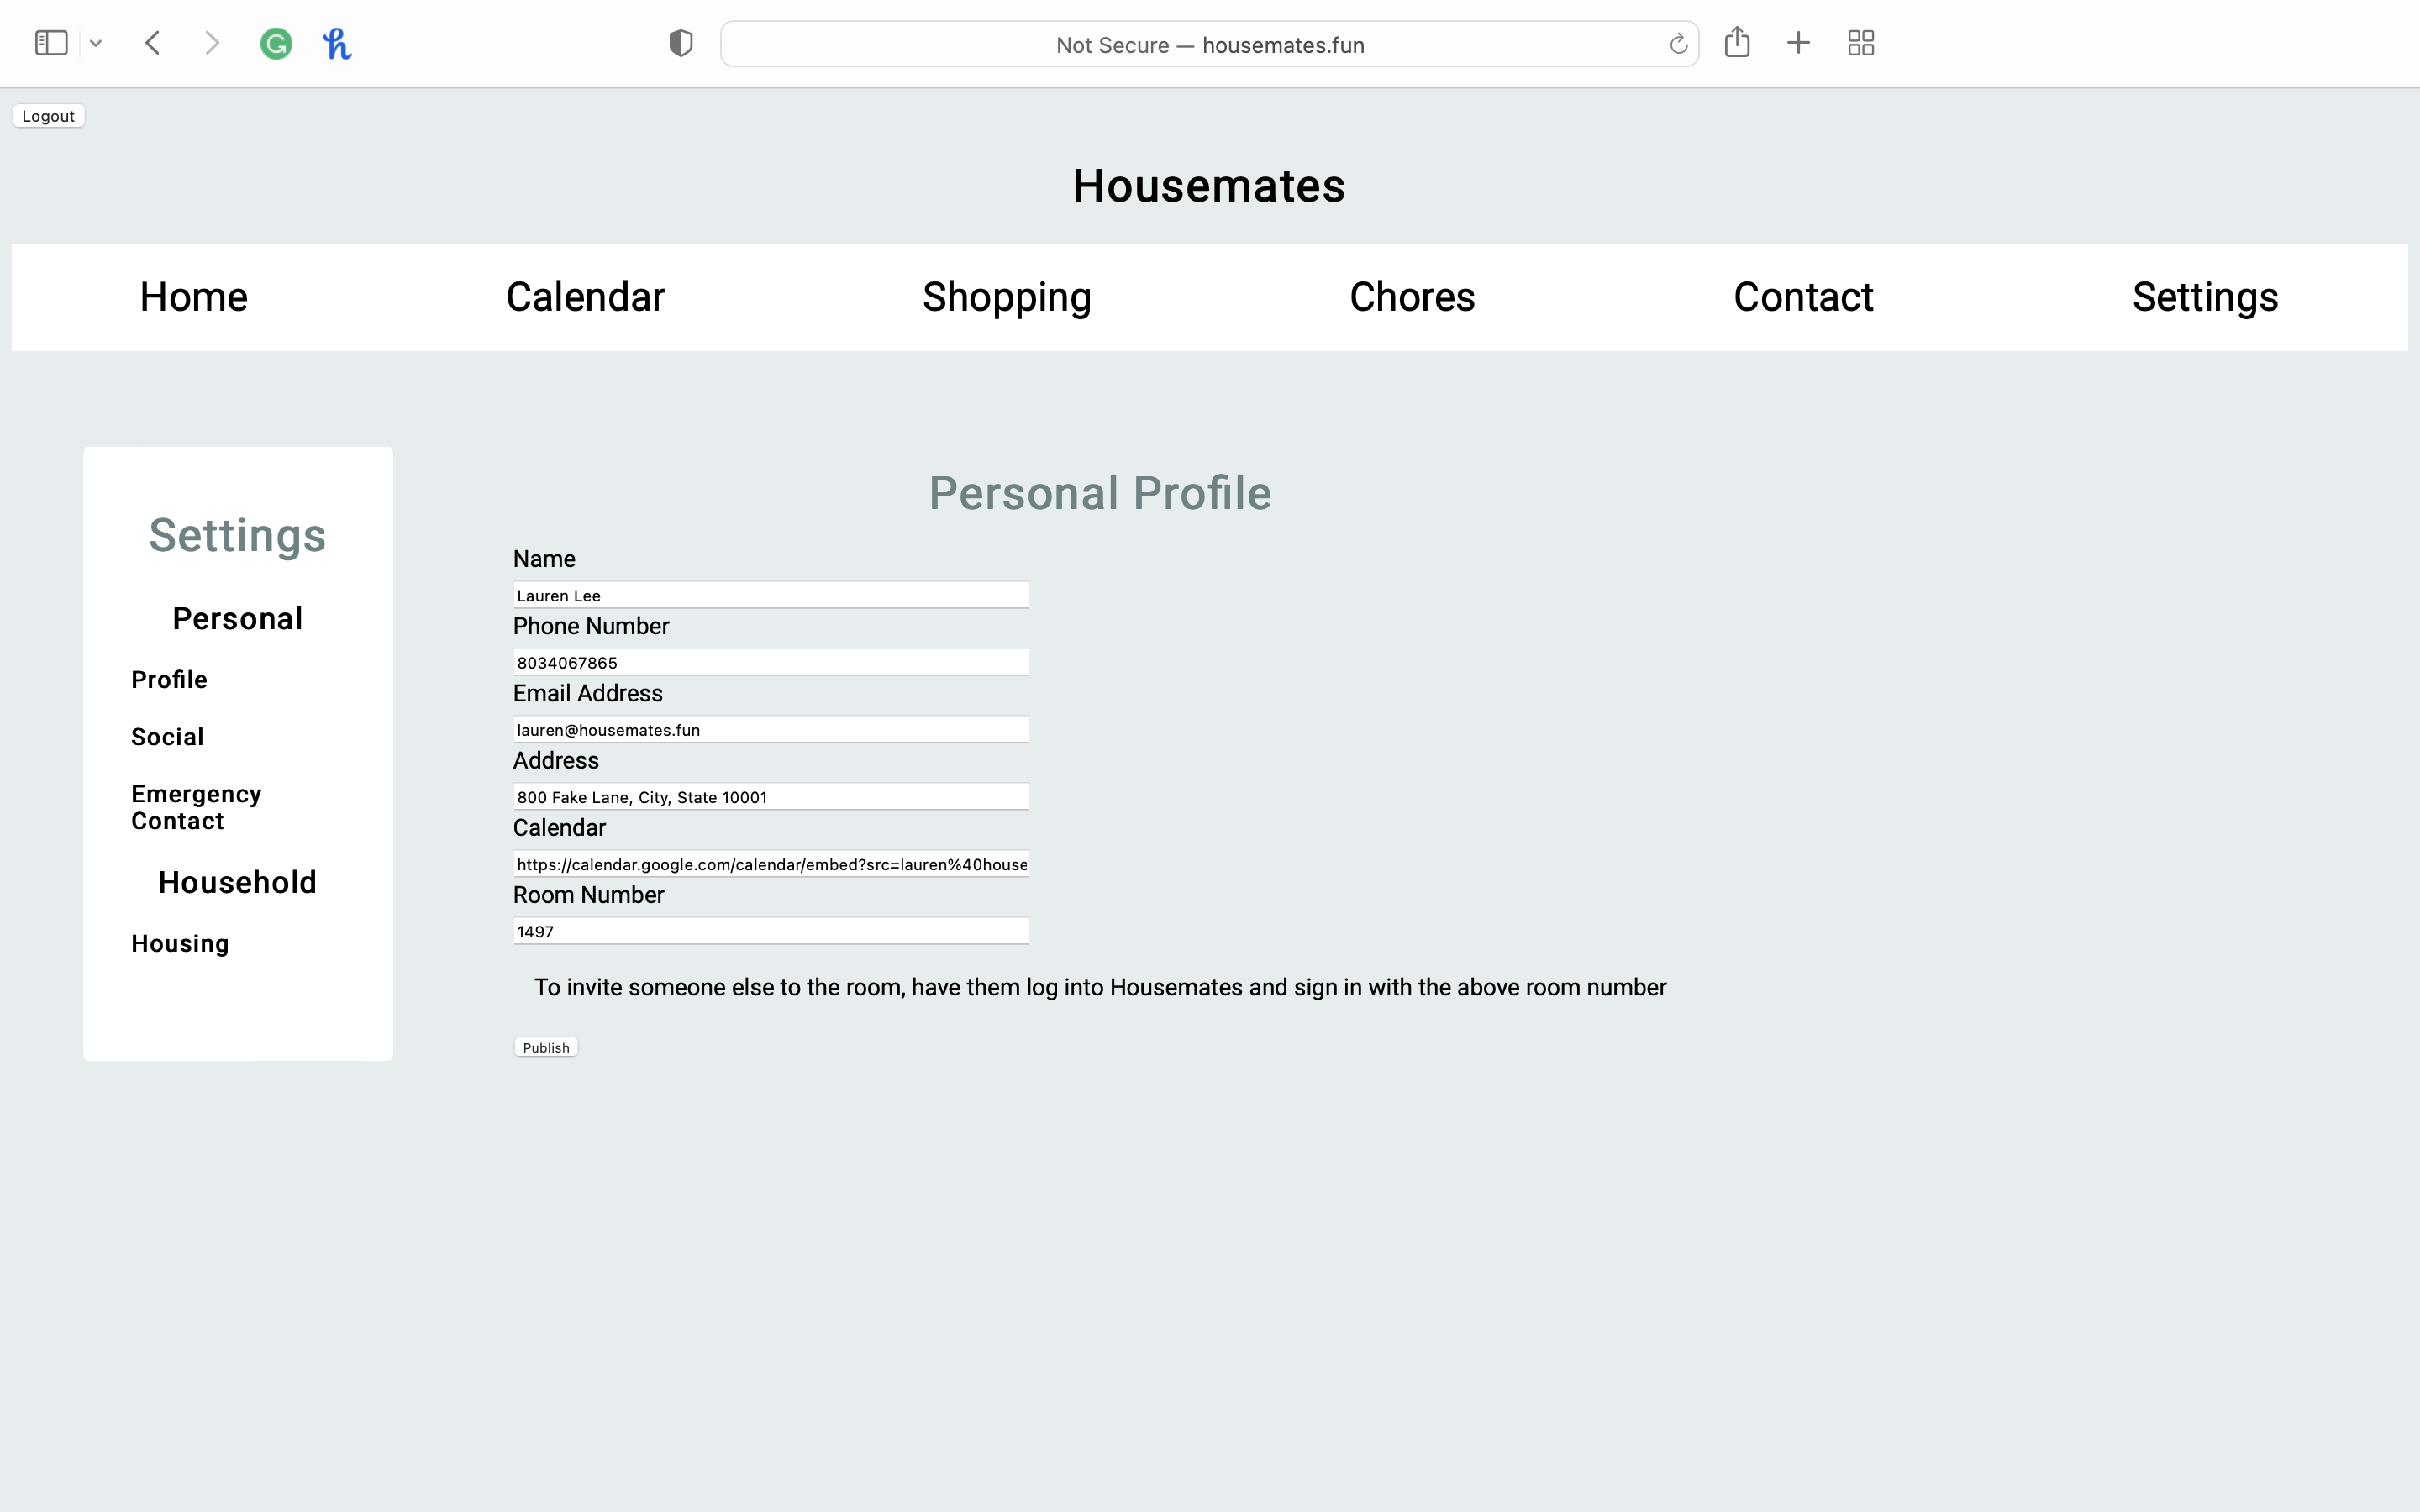 Not Secure — housemates.fun
Logout
Housemates
Home Calendar Shopping Chores Contact Settings
Settings
Personal
Profile
Social
Emergency
Contact
Household
Housing
Personal Profile
Name
Lauren Lee
Phone Number
8034067865
Email Address
lauren@housemates.fun
Address
800 Fake Lane, City, State 10001
Calendar
https://calendar.google.com/calendar/embed?src=lauren%40house
Room Number
1497
To invite someone else to the room, have them log into Housemates and sign in with the above room number
Publish